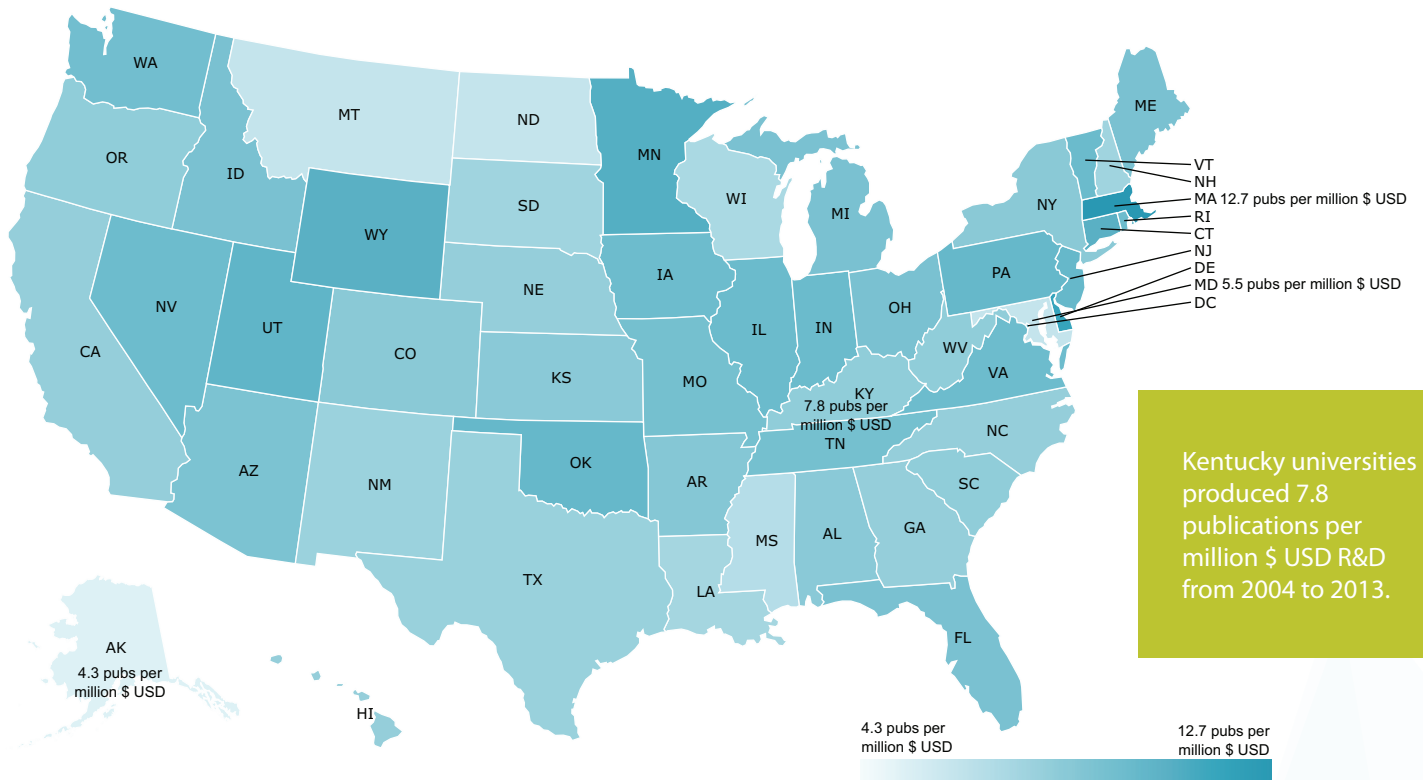 WA
MT
ND
ME
OR
ID
MN
VT
NH
MA 12.7 pubs per million $ USD
RI
CT
NJ
DE
MD 5.5 pubs per million $ USD
DC
SD
WI
MI
NY
WY
IA
PA
NE
NV
UT
IL
IN
OH
CA
CO
WV
VA
KS
MO
KY
7.8 pubs per
million $ USD
TN
NC
AZ
NM
OK
AR
SC
MS
AL
GA
TX
LA
FL
AK
4.3 pubs per
million $ USD
HI
Kentucky universities
produced 7.8
publications per
million $ USD R&D
from 2004 to 2013.
4.3 pubs per
million $ USD
12.7 pubs per
million $ USD